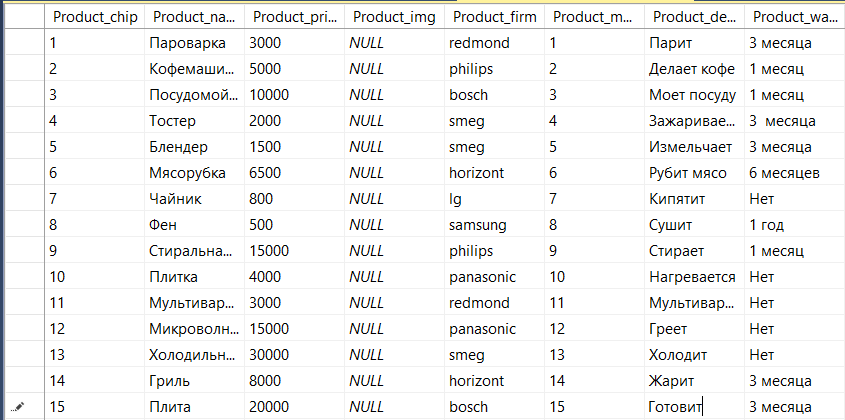 Product_chip Product_na... Product_pri... Product_img Product_firm Product_m... Product_de... Product_wa...
1 Пароварка 3000 NULL redmond 1 Парит 3 месяца
2 Кофемаши... 5000 NULL philips 2 Делает кофе 1 месяц
3 Посудомой... 10000 NULL bosch 3 Моет посуду 1 месяц
4 Тостер 2000 NULL smeg 4 Зажаривае... 3  месяца
5 Блендер 1500 NULL smeg 5 Измельчает 3 месяца
6 Мясорубка 6500 NULL horizont 6 Рубит мясо 6 месяцев
7 Чайник 800 NULL lg 7 Кипятит Нет
8 Фен 500 NULL samsung 8 Сушит 1 год
9 Стиральна... 15000 NULL philips 9 Стирает 1 месяц
10 Плитка 4000 NULL panasonic 10 Нагревается Нет
11 Мультивар... 3000 NULL redmond 11 Мультивар... Нет
12 Микроволн... 15000 NULL panasonic 12 Греет Нет
13 Холодильн... 30000 NULL smeg 13 Холодит Нет
14 Гриль 8000 NULL horizont 14 Жарит 3 месяца
15 Плита 20000 NULL bosch 15 Готовит 3 месяца